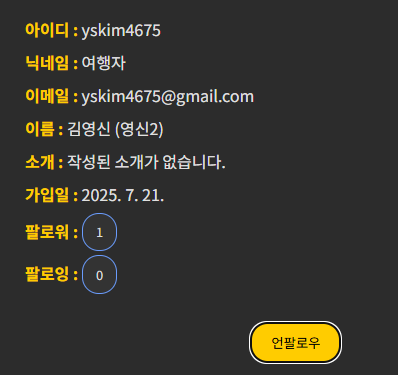 아이디 : yskim4675
닉네임 : 여행자
이메일 : yskim4675@gmail.com
이름 : 김영신 (영신2)
소개 : 작성된 소개가 없습니다.
가입일 : 2025. 7. 21.
팔로워 : 1
팔로잉 : 0
언팔로우